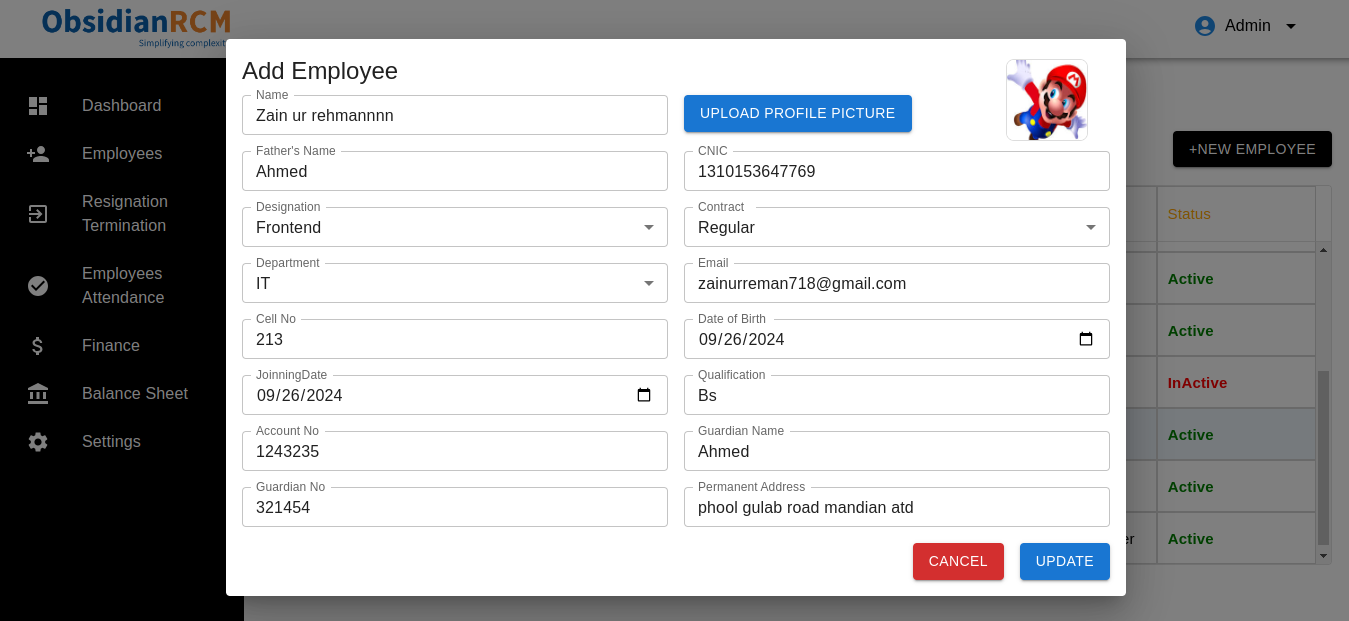 ObsidianRCM
Simplifying complexit
Admin
Dashboard
Employees
Resignation
Termination
Employees
Attendance
Finance
Balance Sheet
Settings
Add Employee
Name
Zain ur rehmannnn
UPLOAD PROFILE PICTURE
Father's Name
Ahmed
CNIC
1310153647769
Designation
Frontend
Contract
Regular
Department
IT
Email
zainurreman718@gmail.com
Cell No
213
Date of Birth
09/26/2024
JoinningDate
09/26/2024
Qualification
Bs
Account No
1243235
Guardian Name
Ahmed
Guardian No
321454
Permanent Address
phool gulab road mandian atd
CANCEL
UPDATE
+NEW EMPLOYEE
Status
Active
Active
InActive
Active
Active
er
Active